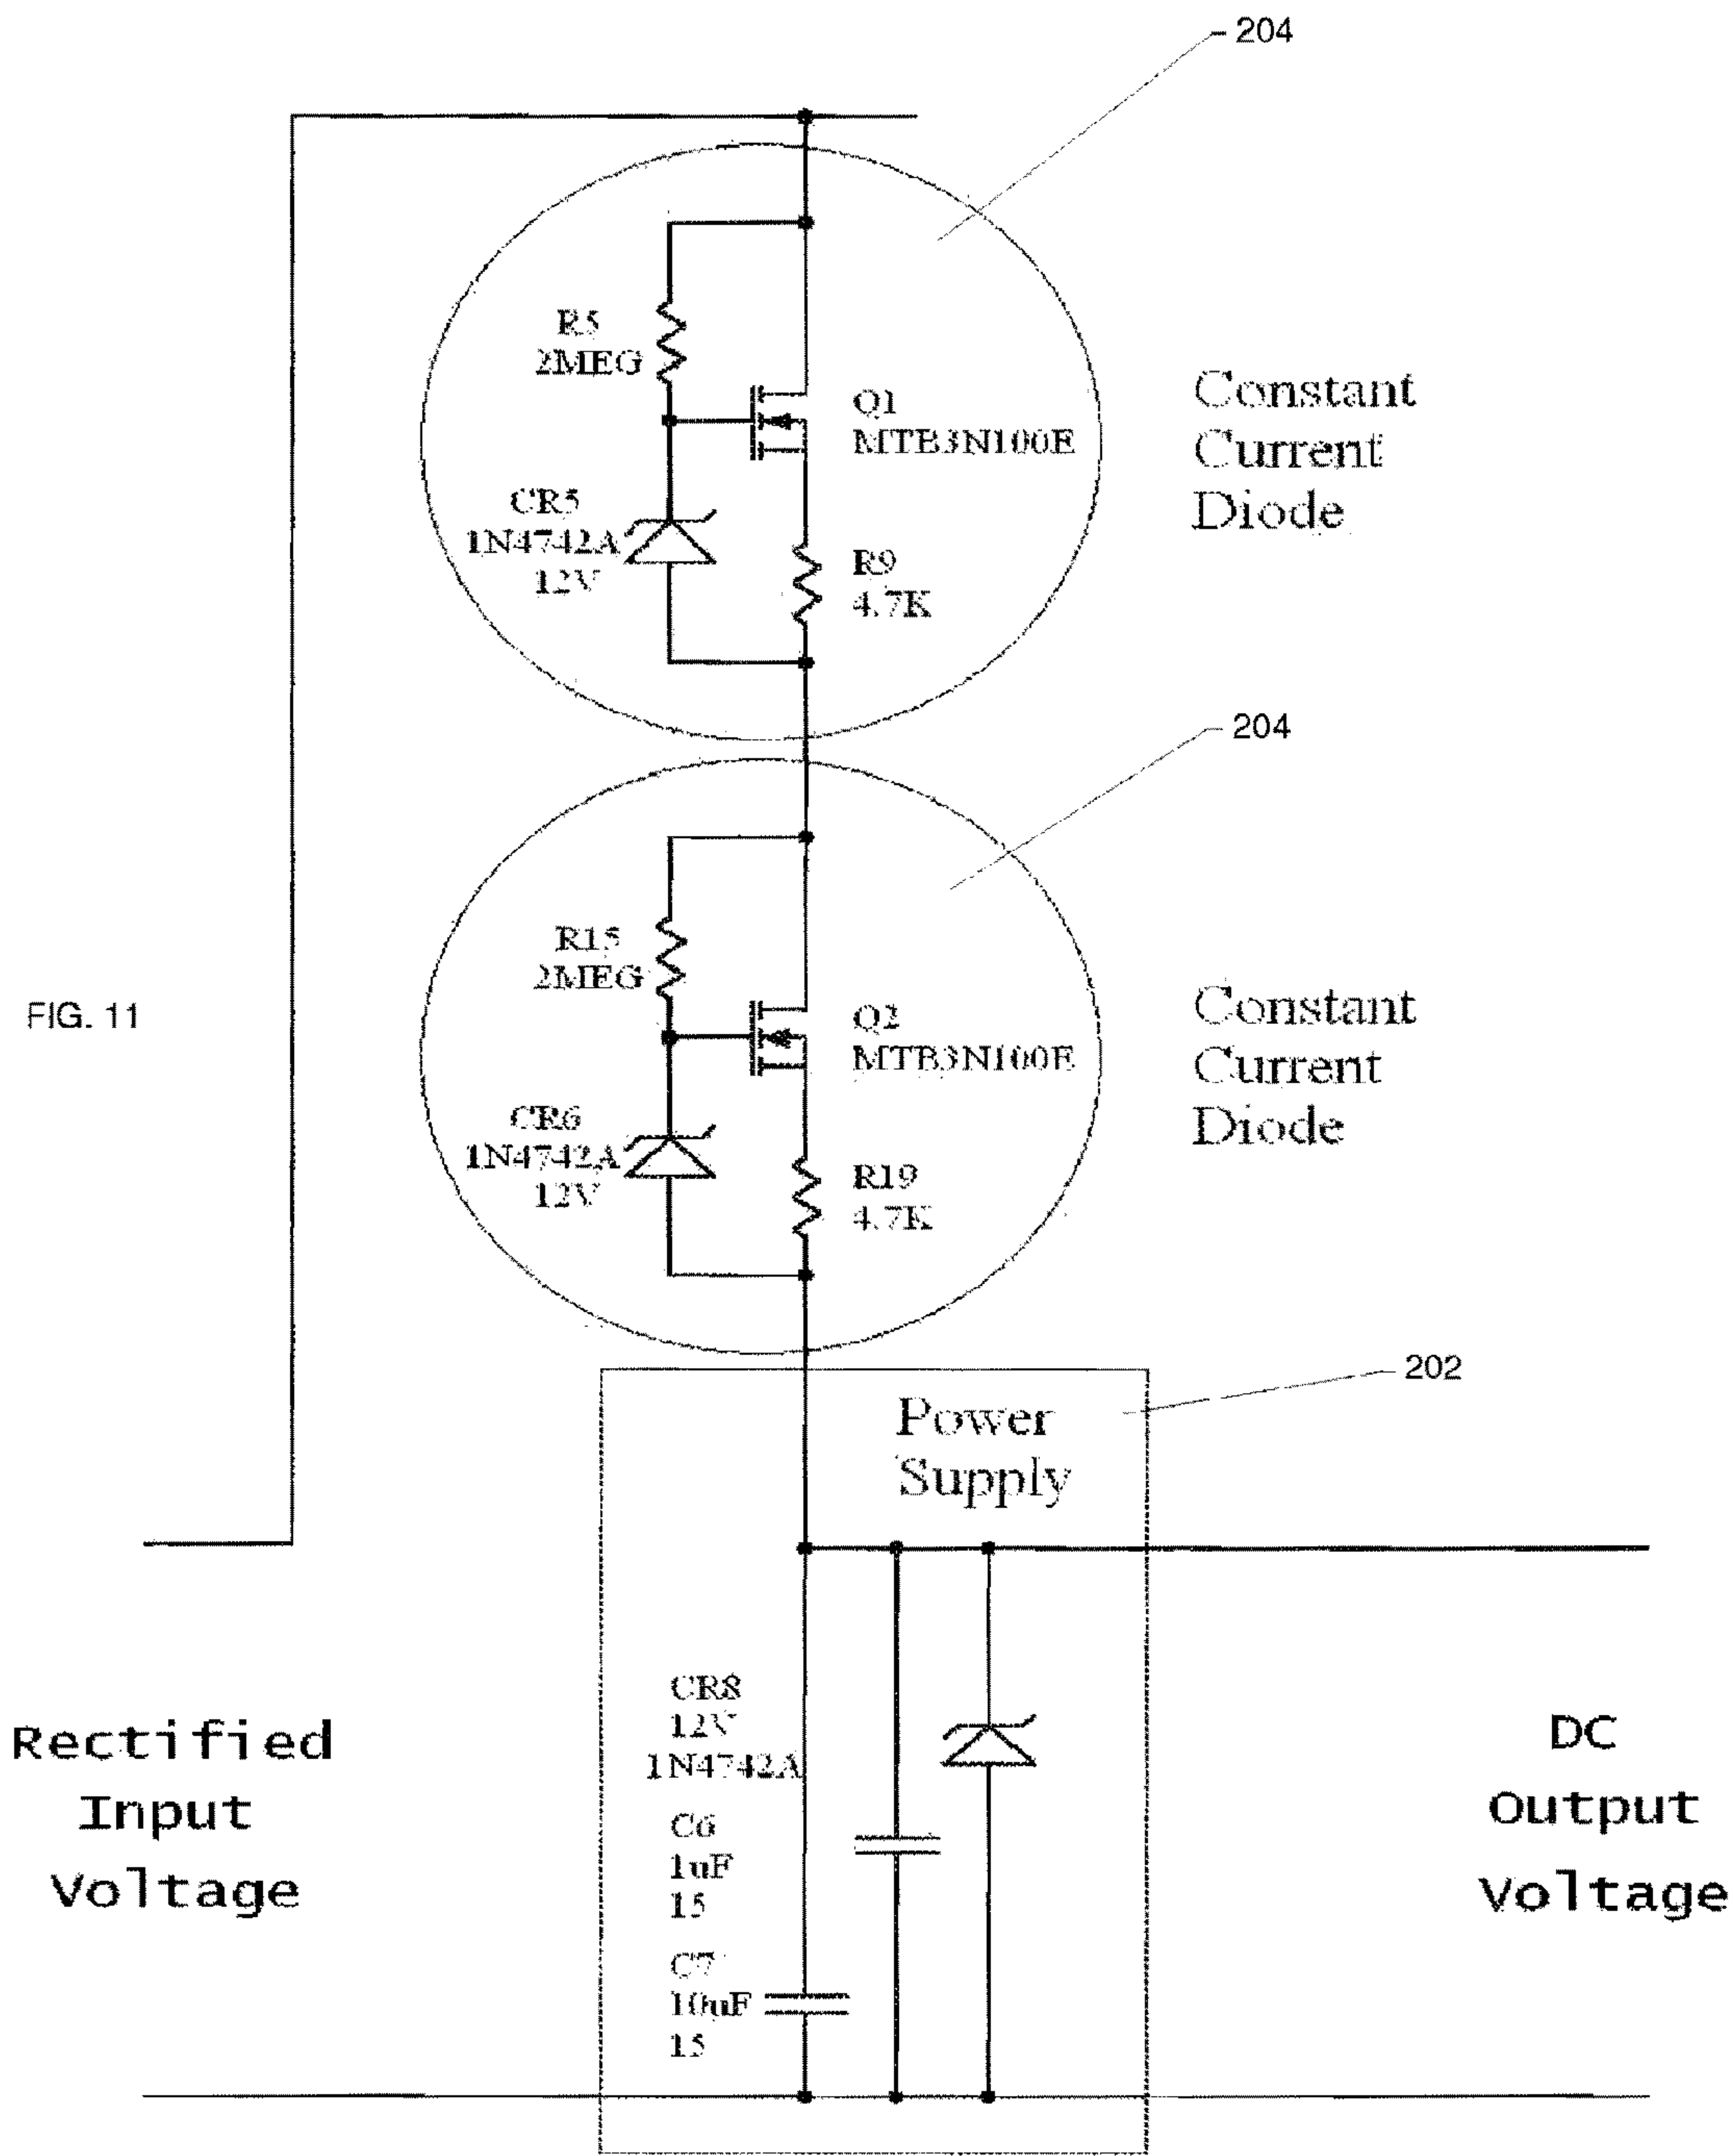 204
R5
2MEG
Q1
MTB3N100E
Constant
Current
Diode
CR5
1N4742A
12V
R9
4.7K
204
R15
2MEG
FIG. 11
Q2
MTB3N100E
Constant
Current
Diode
CR6
1N4742A
12V
R19
4.7K
202
Power
Supply
CR8
12V
1N4742A
C6
1uF
15
C7
10uF
15
Rectified
Input
Voltage
DC
Output
Voltage